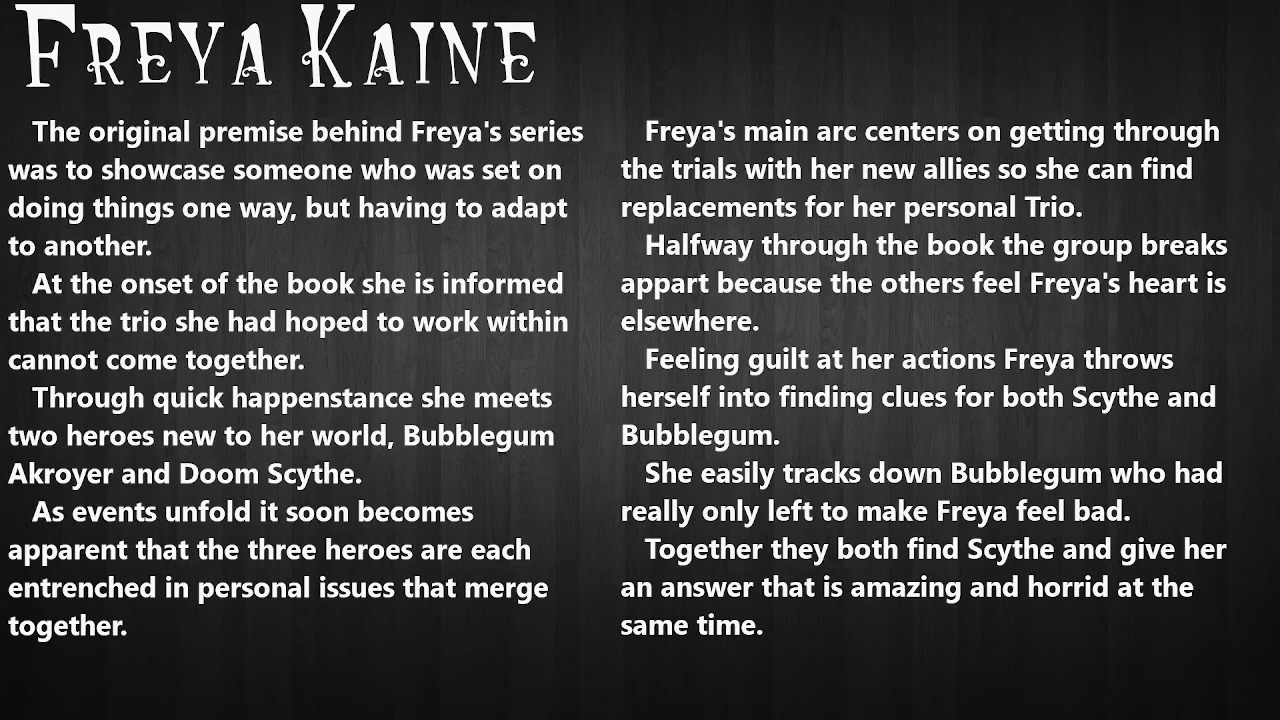 Freya Kaine
The original premise behind Freya's series
was to showcase someone who was set on
doing things one way, but having to adapt
to another.
At the onset of the book she is informed
that the trio she had hoped to work within
cannot come together.
Through quick happenstance she meets
two heroes new to her world, Bubblegum
Akroyer and Doom Scythe.
As events unfold it soon becomes
apparent that the three heroes are each
entrenched in personal issues that merge
together.
Freya's main arc centers on getting through
the trials with her new allies so she can find
replacements for her personal Trio.
Halfway through the book the group breaks
appart because the others feel Freya's heart is
elsewhere.
Feeling guilt at her actions Freya throws
herself into finding clues for both Scythe and
Bubblegum.
She easily tracks down Bubblegum who had
really only left to make Freya feel bad.
Together they both find Scythe and give her
an answer that is amazing and horrid at the
same time.